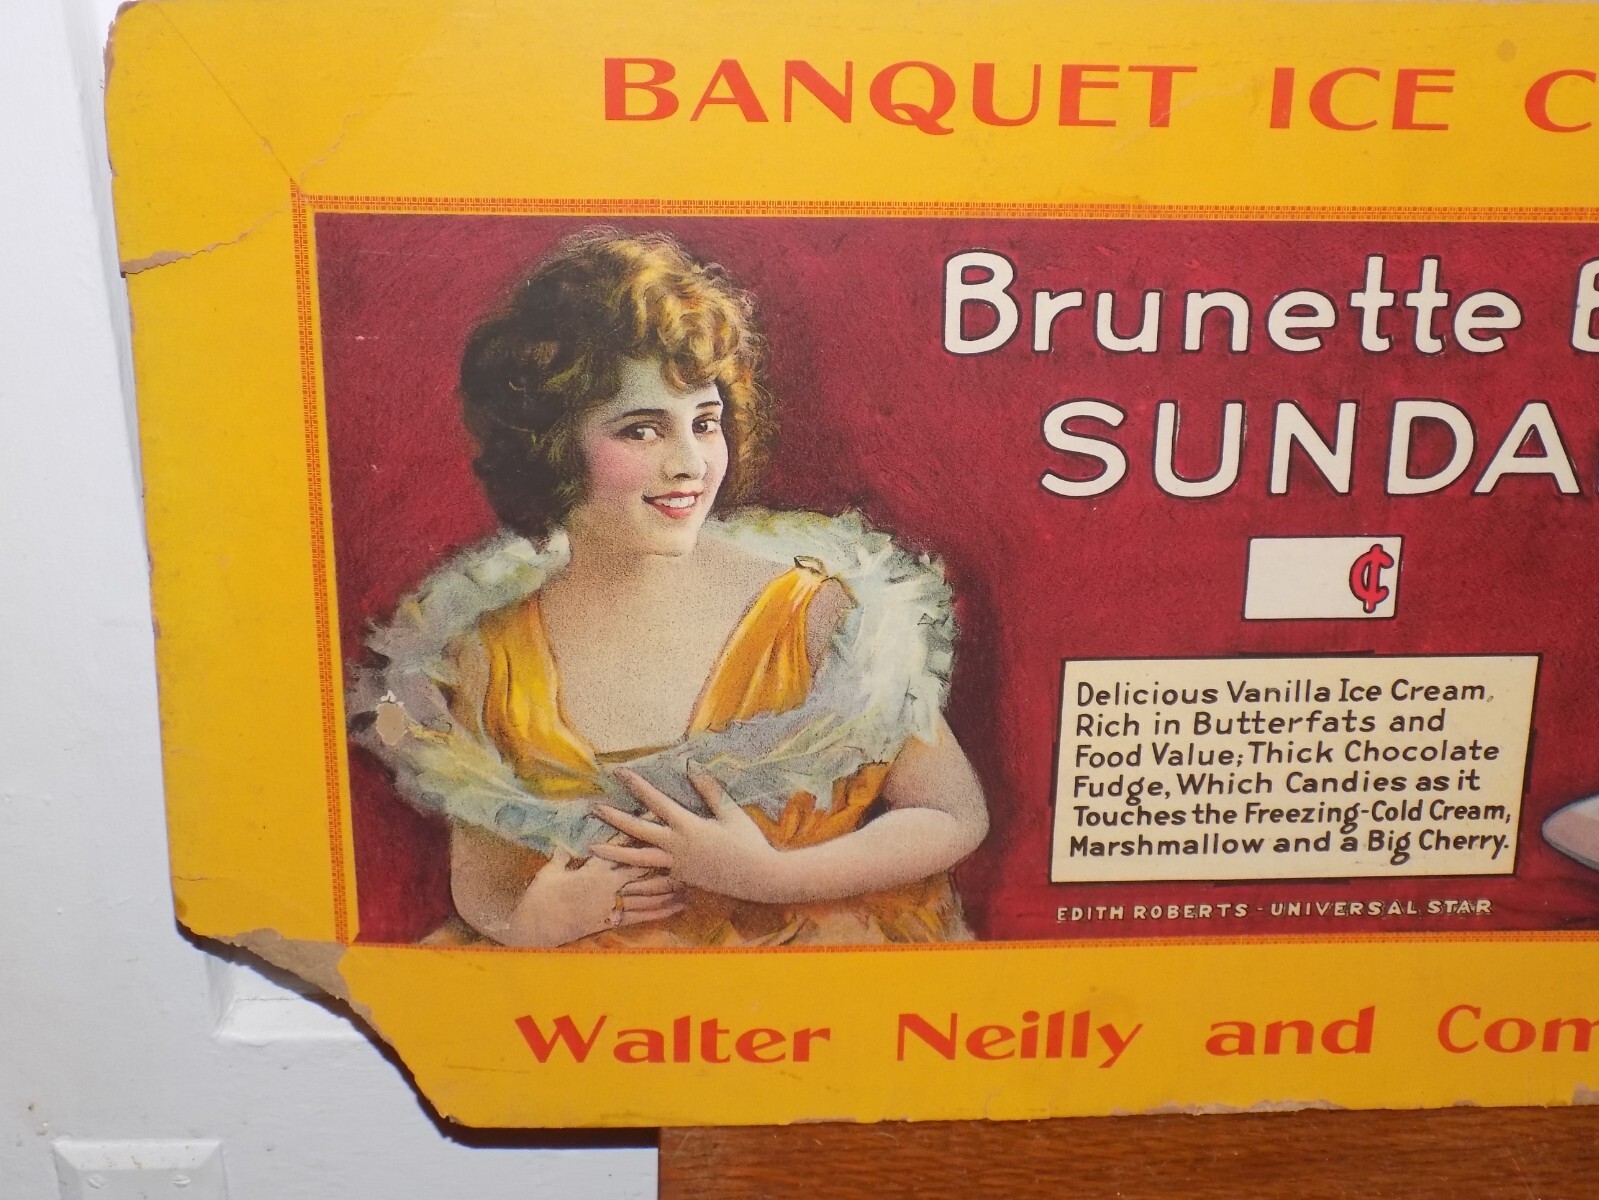 BANQUET ICE C
Brunette B
SUNDA
¢
Delicious Vanilla Ice Cream,
Rich in Butterfats and
Food Value; Thick Chocolate
Fudge, Which Candies as it
Touches the Freezing-Cold Cream,
Marshmallow and a Big Cherry.
EDITH ROBERTS - UNIVERSAL STAR
Walter Neilly and Com